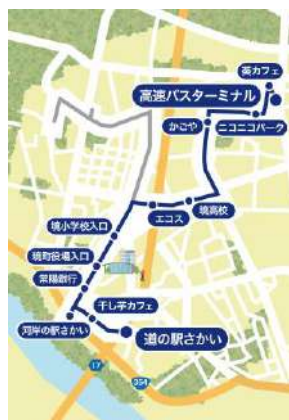 葵カフェ
高速バスターミナル
かごや
ニコニコパーク
エコス
境高校
境小学校入口
境町役場入口
常陽銀行
干し芋カフェ
河岸の駅さかい
道の駅さかい
17
354